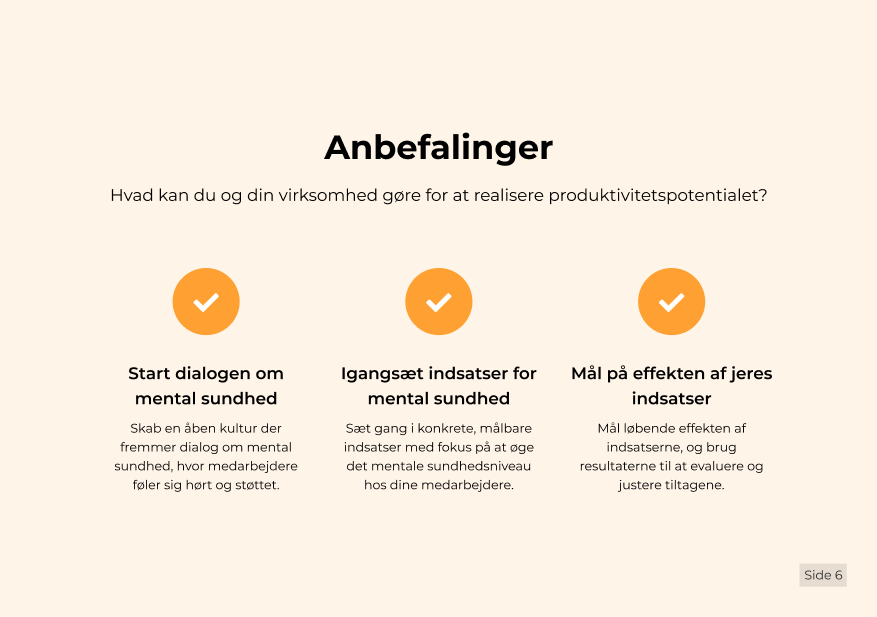 Anbefalinger
Hvad kan du og din virksomhed gøre for at realisere produktivitetspotentialet?
Start dialogen om
mental sundhed
Skab en åben kultur der
fremmer dialog om mental
sundhed, hvor medarbejdere
føler sig hørt og støttet.
Igangsæt indsatser for
mental sundhed
Sæt gang i konkrete, målbare
indsatser med fokus på at øge
det mentale sundhedsniveau
hos dine medarbejdere.
Mål på effekten af jeres
indsatser
Mål løbende effekten af
indsatserne, og brug
resultaterne til at evaluere og
justere tiltagene.
Side 6